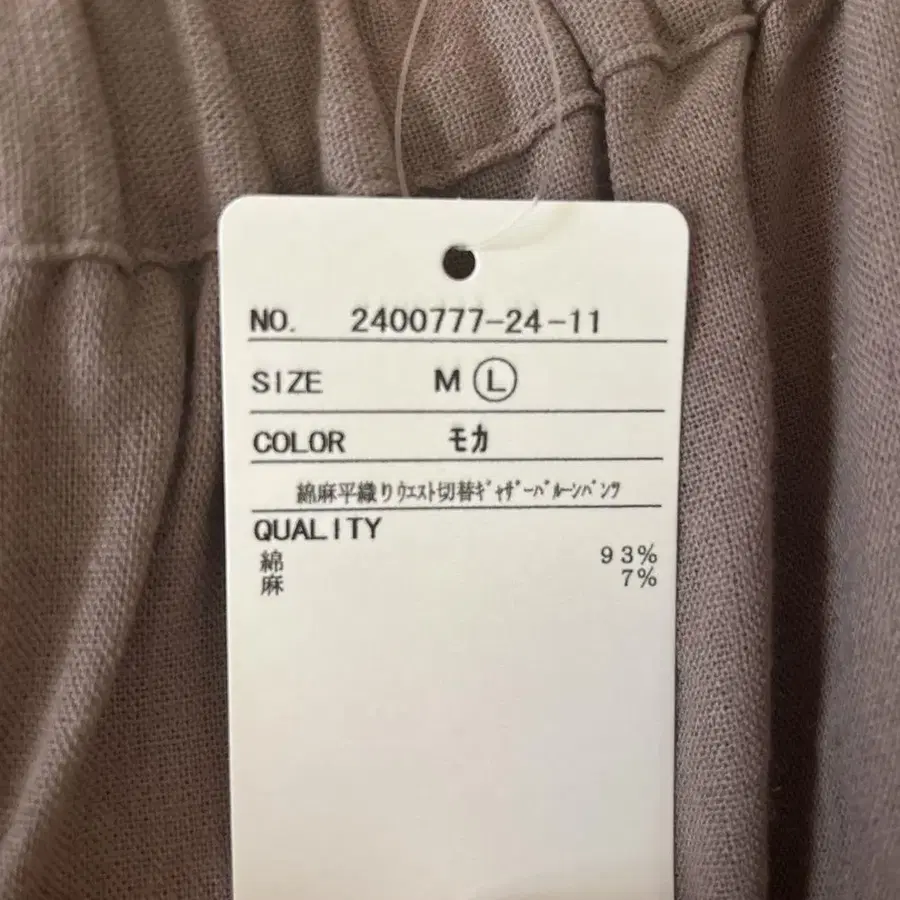 NO. 2400777-24-11
SIZE M Ⓛ
COLOR モカ
綿麻平織りウエスト切替ギャザーバルーンパンツ
QUALITY
綿 93%
麻 7%